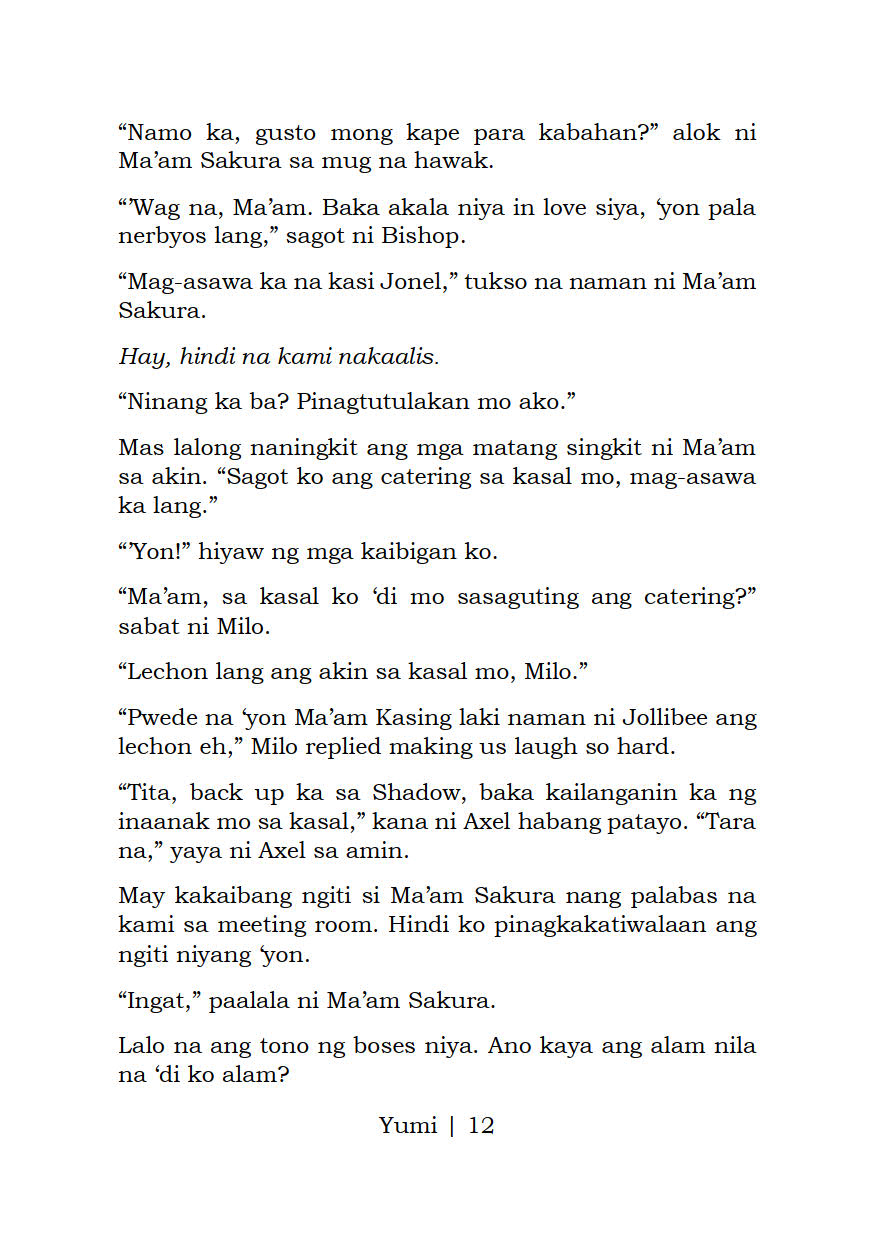 “Namo ka, gusto mong kape para kabahan?” alok ni
Ma’am Sakura sa mug na hawak.
“’Wag na, Ma’am. Baka akala niya in love siya, ‘yon pala
nerbyos lang,” sagot ni Bishop.
“Mag-asawa ka na kasi Jonel,” tukso na naman ni Ma’am
Sakura.
Hay, hindi na kami nakaalis.
“Ninang ka ba? Pinagtutulakan mo ako.”
Mas lalong naningkit ang mga matang singkit ni Ma’am
sa akin. “Sagot ko ang catering sa kasal mo, mag-asawa
ka lang.”
“’Yon!” hiyaw ng mga kaibigan ko.
“Ma’am, sa kasal ko ‘di mo sasaguting ang catering?”
sabat ni Milo.
“Lechon lang ang akin sa kasal mo, Milo.”
“Pwede na ‘yon Ma’am Kasing laki naman ni Jollibee ang
lechon eh,” Milo replied making us laugh so hard.
“Tita, back up ka sa Shadow, baka kailanganin ka ng
inaanak mo sa kasal,” kana ni Axel habang patayo. “Tara
na,” yaya ni Axel sa amin.
May kakaibang ngiti si Ma’am Sakura nang palabas na
kami sa meeting room. Hindi ko pinagkakatiwalaan ang
ngiti niyang ‘yon.
“Ingat,” paalala ni Ma’am Sakura.
Lalo na ang tono ng boses niya. Ano kaya ang alam nila
na ‘di ko alam?
Yumi | 12